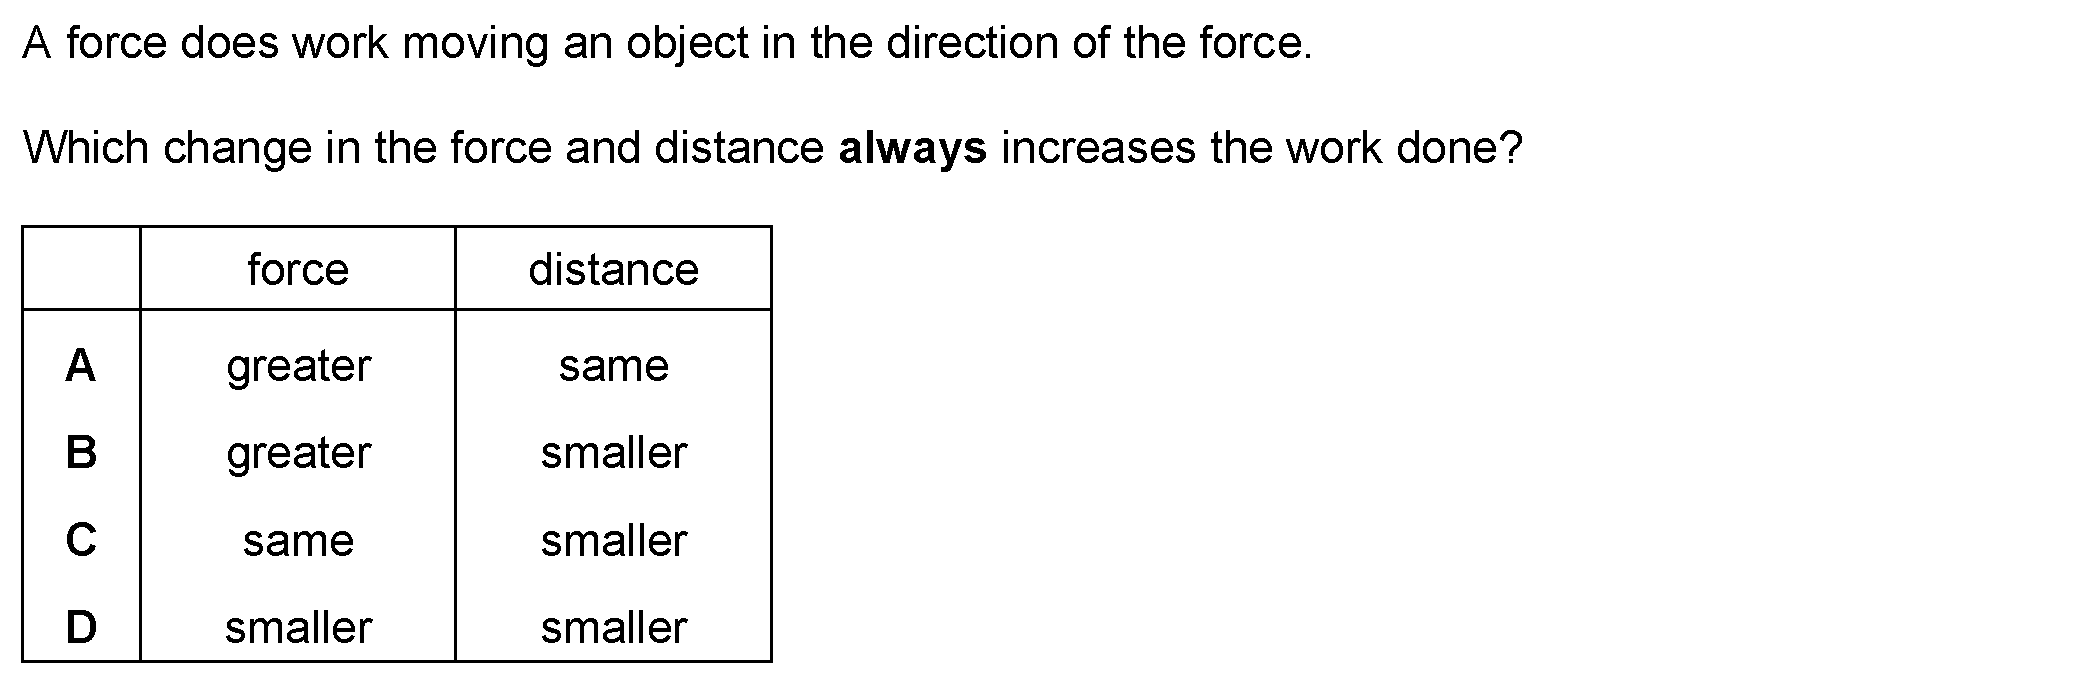 A force does work moving an object in the direction of the force.
Which change in the force and distance always increases the work done?
force distance
A greater same
B greater smaller
C same smaller
D smaller smaller